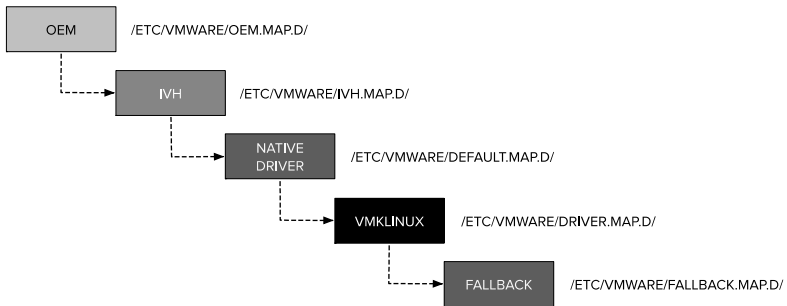 OEM /ETC/VMWARE/OEM.MAP.D/
IVH /ETC/VMWARE/IVH.MAP.D/
NATIVE
DRIVER /ETC/VMWARE/DEFAULT.MAP.D/
VMKLINUX /ETC/VMWARE/DRIVER.MAP.D/
FALLBACK /ETC/VMWARE/FALLBACK.MAP.D/